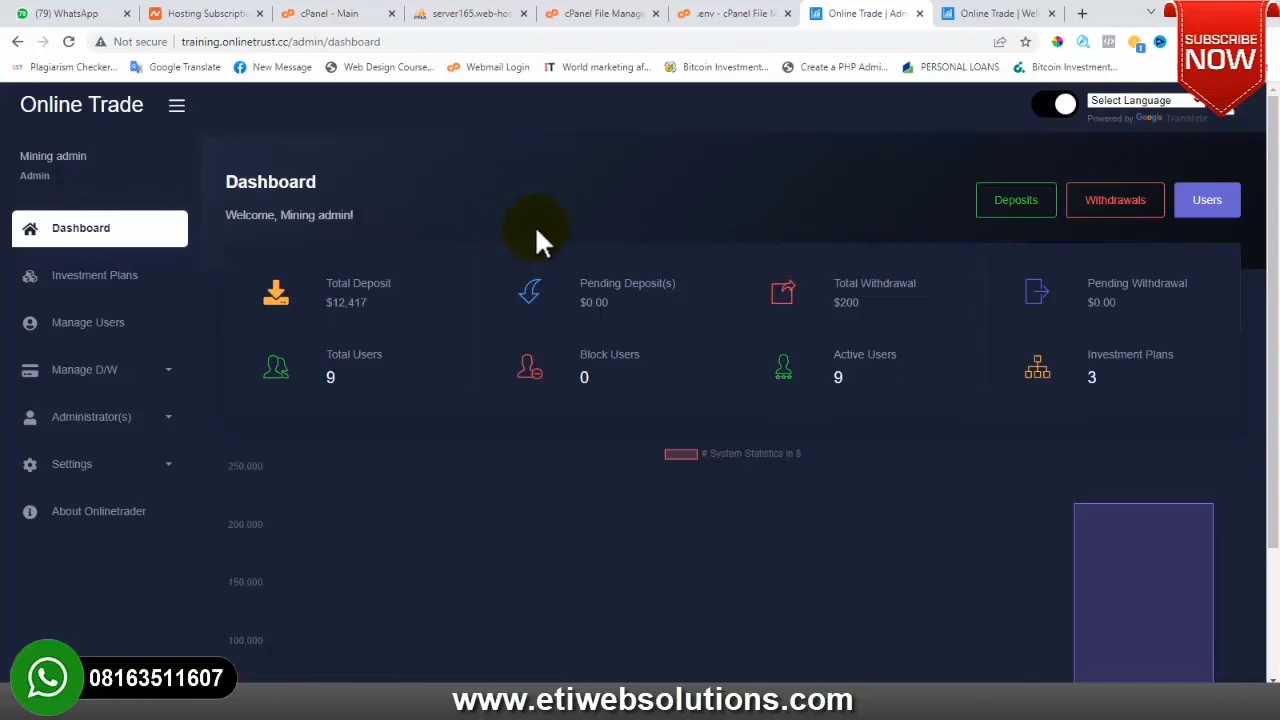 (79) WhatsApp
Hosting Subscriptio
cPanel - Main
server
web-hos
cPanel File Manage
.env - cPanel File M
Online Trade | Adm
Online Trade | Wel
Not secure
training.onlinetrust.cc/admin/dashboard
SUBSCRIBE
NOW
Plagiarism Checker...
Google Translate
New Message
Web Design Course...
Website Design
World marketing af...
Bitcoin Investment...
Create a PHP Admi...
PERSONAL LOANS
Bitcoin Investment...
Online Trade
Select Language
Powered by Google Translate
Mining admin
Admin
Dashboard
Investment Plans
Manage Users
Manage D/W
Administrator(s)
Settings
About Onlinetrader
Dashboard
Welcome, Mining admin!
Deposits
Withdrawals
Users
Total Deposit
$12,417
Pending Deposit(s)
$0.00
Total Withdrawal
$200
Pending Withdrawal
$0.00
Total Users
9
Block Users
0
Active Users
9
Investment Plans
3
# System Statistics in $
250,000
200,000
150,000
100,000
08163511607
www.etiwebsolutions.com